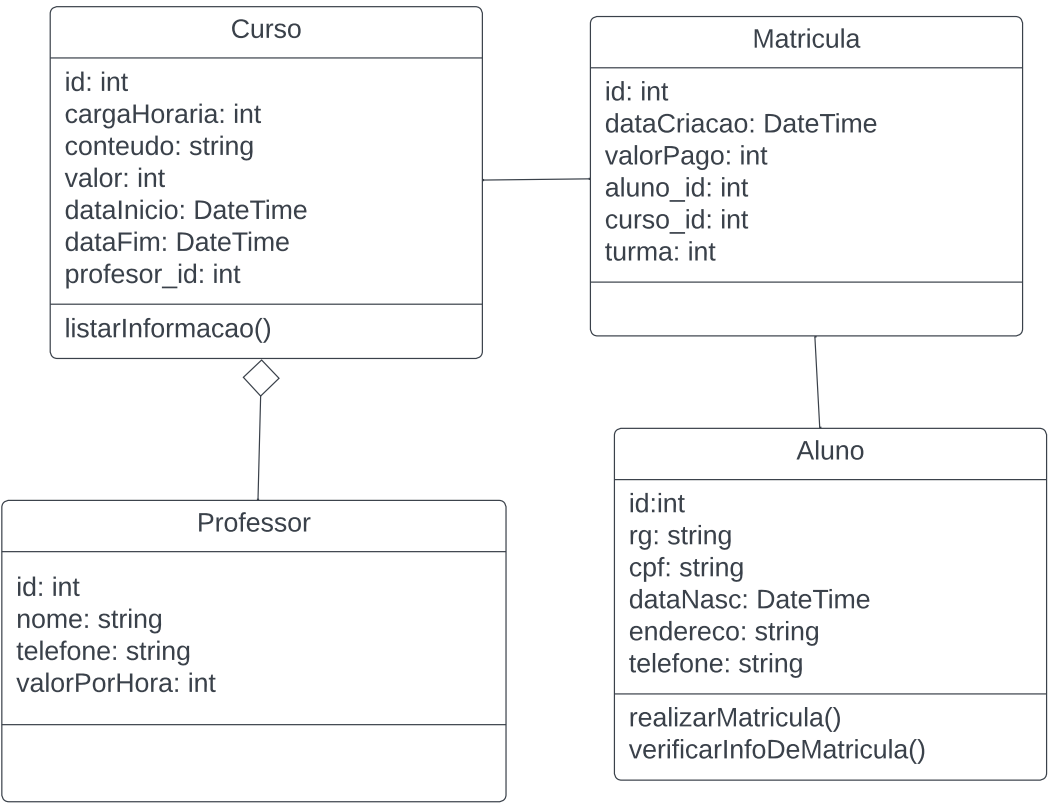 Curso
id: int
cargaHoraria: int
conteudo: string
valor: int
dataInicio: DateTime
dataFim: DateTime
profesor_id: int
listarInformacao()
Matricula
id: int
dataCriacao: DateTime
valorPago: int
aluno_id: int
curso_id: int
turma: int
Professor
id: int
nome: string
telefone: string
valorPorHora: int
Aluno
id:int
rg: string
cpf: string
dataNasc: DateTime
endereco: string
telefone: string
realizarMatricula()
verificarInfoDeMatricula()